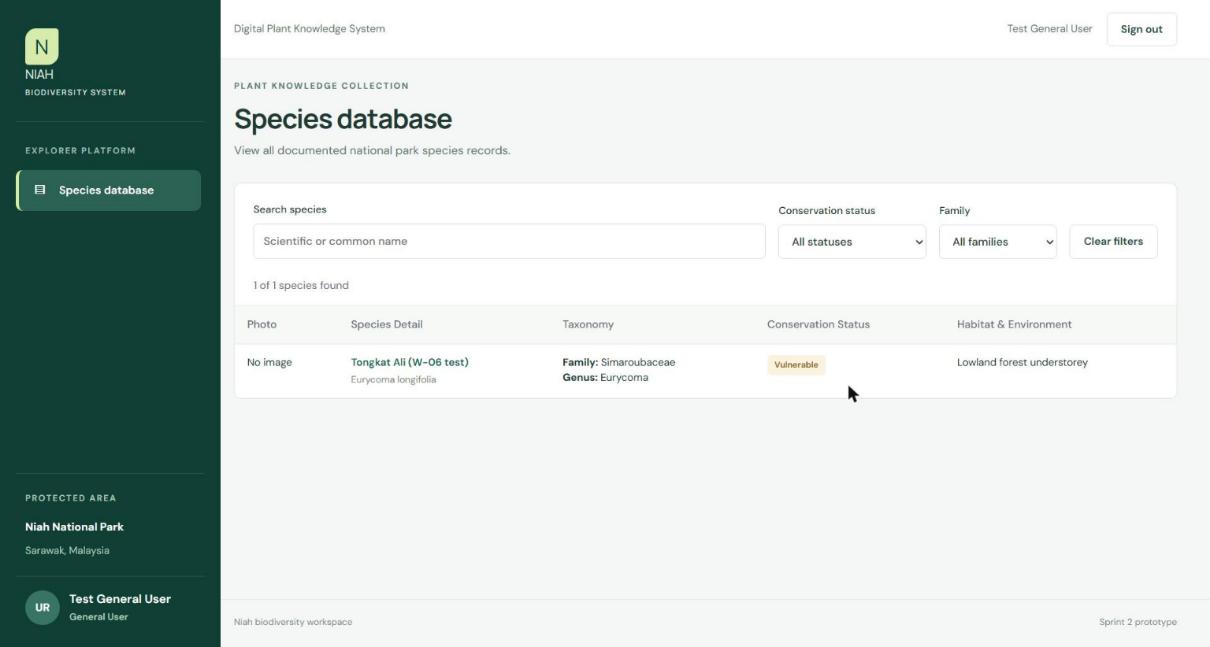 N
NIAH
BIODIVERSITY SYSTEM
EXPLORER PLATFORM
Species database
PROTECTED AREA
Niah National Park
Sarawak, Malaysia
UR
Test General User
General User
Digital Plant Knowledge System
Test General User
Sign out
PLANT KNOWLEDGE COLLECTION
Species database
View all documented national park species records.
Search species
Conservation status
Family
Scientific or common name
All statuses
All families
Clear filters
1 of 1 species found
Photo
Species Detail
Taxonomy
Conservation Status
Habitat & Environment
No image
Tongkat Ali (W-06 test)
Eurycoma longifolia
Family: Simaroubaceae
Genus: Eurycoma
Vulnerable
Lowland forest understorey
Niah biodiversity workspace
Sprint 2 prototype